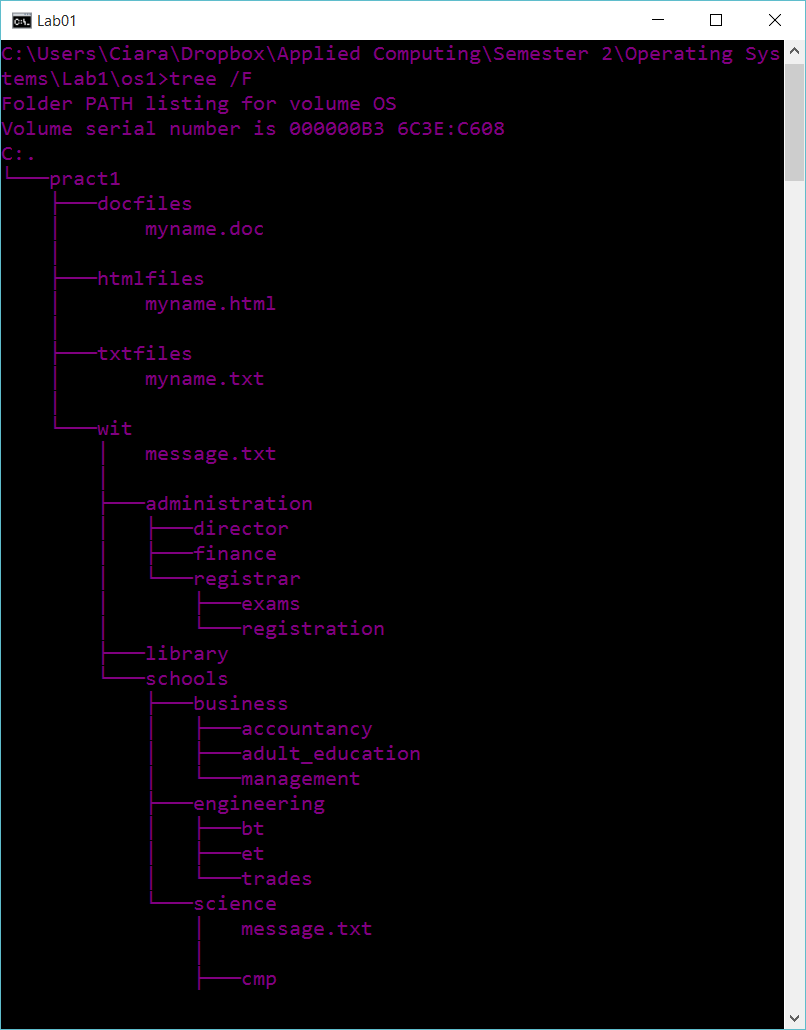 Lab01
C:\Users\Ciara\Dropbox\Applied Computing\Semester 2\Operating Sys
tems\Lab1\os1>tree /F
Folder PATH listing for volume OS
Volume serial number is 000000B3 6C3E:C608
C:.
└───pract1
    ├───docfiles
    │       myname.doc
    │
    ├───htmlfiles
    │       myname.html
    │
    ├───txtfiles
    │       myname.txt
    │
    └───wit
        │   message.txt
        │
        ├───administration
        │   ├───director
        │   ├───finance
        │   └───registrar
        │       ├───exams
        │       └───registration
        ├───library
        └───schools
            ├───business
            │   ├───accountancy
            │   ├───adult_education
            │   └───management
            ├───engineering
            │   ├───bt
            │   ├───et
            │   └───trades
            └───science
                │   message.txt
                │
                ├───cmp